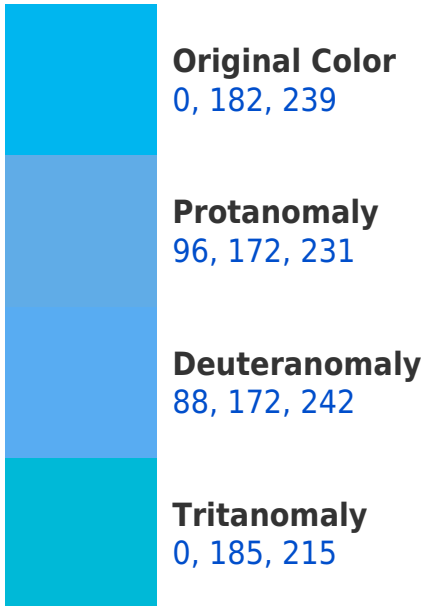 Original Color
0, 182, 239
Protanomaly
96, 172, 231
Deuteranomaly
88, 172, 242
Tritanomaly
0, 185, 215